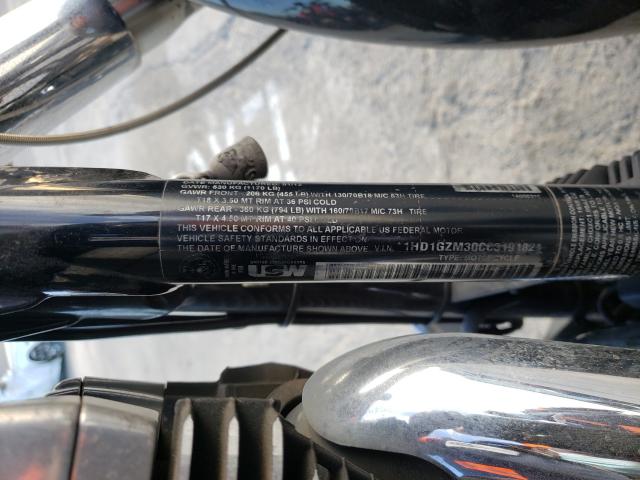 GVWR: 530 KG (1170 LB)
GAWR FRONT: 206 KG (455 LB) WITH 130/70B18 M/C 63H TIRE
T18 X 3.50 MT RIM AT 36 PSI COLD
GAWR REAR: 360 KG (794 LB) WITH 160/70B17 M/C 73H TIRE
T17 X 4.50 MT RIM AT 40 PSI COLD
THIS VEHICLE CONFORMS TO ALL APPLICABLE US FEDERAL MOTOR
VEHICLE SAFETY STANDARDS IN EFFECT ON
THE DATE OF MANUFACTURE SHOWN ABOVE. V.I.N. 1HD1GZM30CC319182
TYPE: MOTORCYCLE